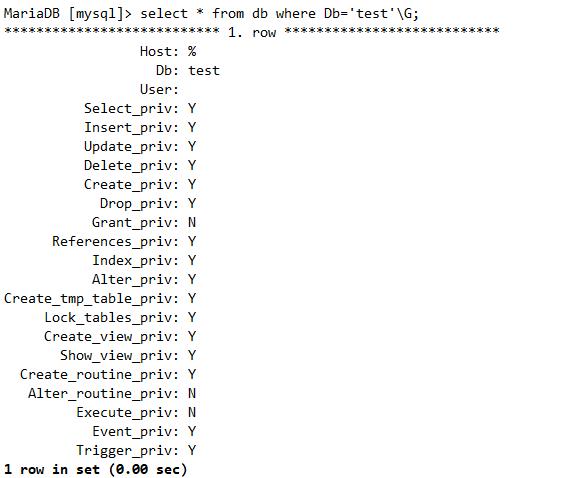 MariaDB [mysql]> select * from db where Db='test'\G;
*************************** 1. row ***************************
Host: %
Db: test
User:
Select_priv: Y
Insert_priv: Y
Update_priv: Y
Delete_priv: Y
Create_priv: Y
Drop_priv: Y
Grant_priv: N
References_priv: Y
Index_priv: Y
Alter_priv: Y
Create_tmp_table_priv: Y
Lock_tables_priv: Y
Create_view_priv: Y
Show_view_priv: Y
Create_routine_priv: Y
Alter_routine_priv: N
Execute_priv: N
Event_priv: Y
Trigger_priv: Y
1 row in set (0.00 sec)